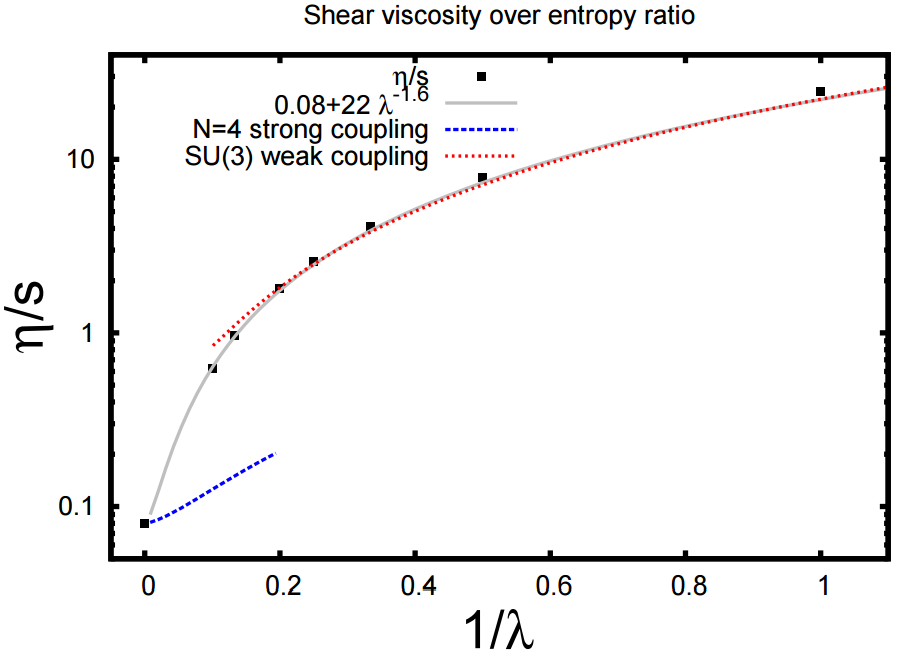 Shear viscosity over entropy ratio
η/s
0.08+22 λ^-1.6
N=4 strong coupling
SU(3) weak coupling
10
1
0.1
η/s
0
0.2
0.4
0.6
0.8
1
1/λ